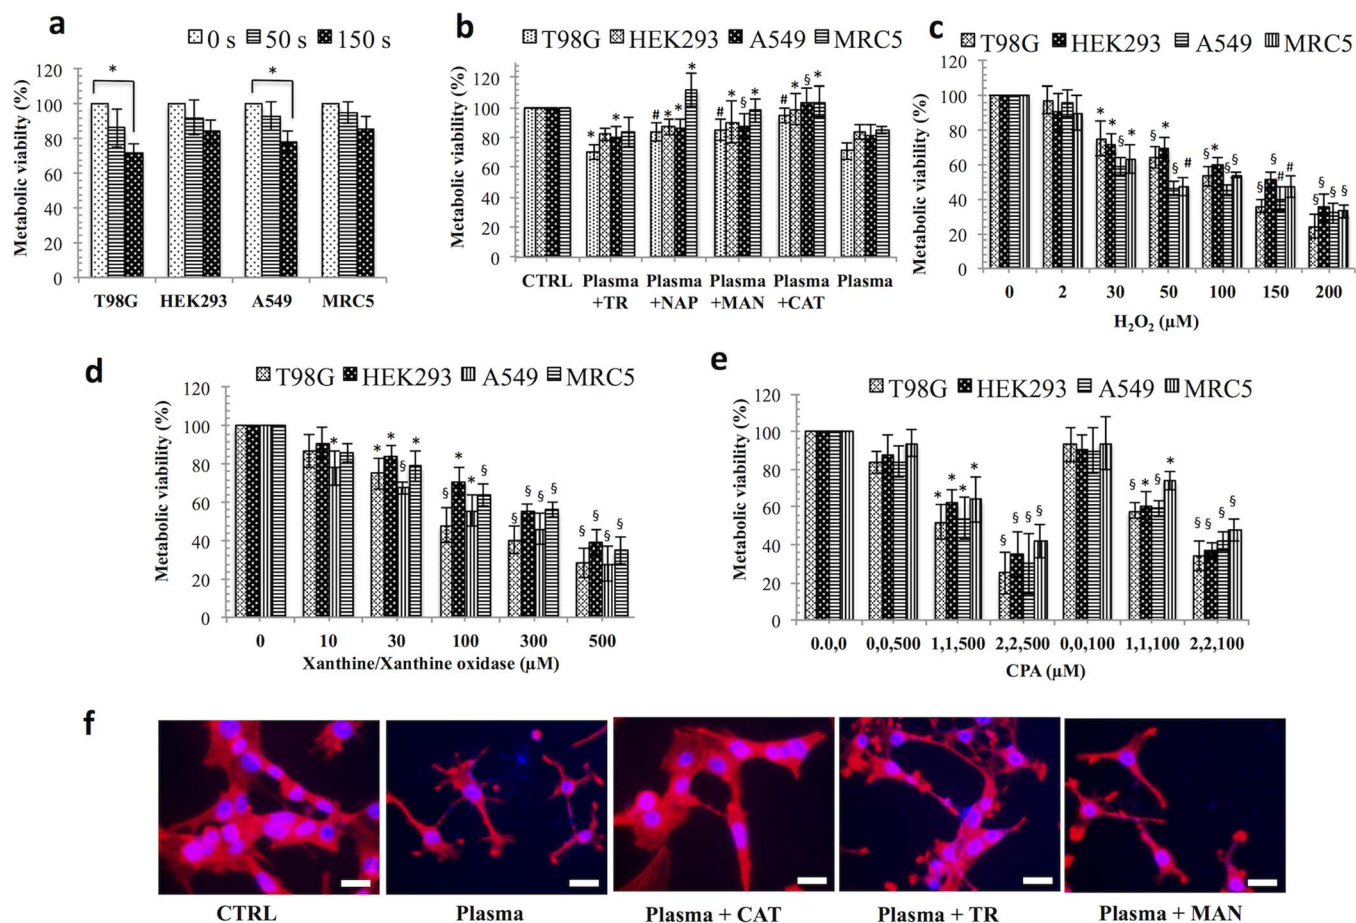 a
0 s 50 s 150 s
Metabolic viability (%)
120
100
80
60
40
20
0
* *
T98G HEK293 A549 MRC5
b
T98G HEK293 A549 MRC5
Metabolic viability (%)
120
100
80
60
40
20
0
* * # * * * # * § * # * § *
CTRL Plasma +TR Plasma +NAP Plasma +MAN Plasma +CAT Plasma
c
T98G HEK293 A549 MRC5
Metabolic viability (%)
120
100
80
60
40
20
0
* * § * § * § # § * § § § § # # § § § §
0 2 30 50 100 150 200
H₂O₂ (µM)
d
T98G HEK293 A549 MRC5
Metabolic viability (%)
120
100
80
60
40
20
0
* * * § * § * * § § § § § § § § §
0 10 30 100 300 500
Xanthine/Xanthine oxidase (µM)
e
T98G HEK293 A549 MRC5
Metabolic viability (%)
120
100
80
60
40
20
0
* * * * § § § § § * § * § § § §
0.0,0 0,0,500 1,1,500 2,2,500 0,0,100 1,1,100 2,2,100
CPA (µM)
f
CTRL Plasma Plasma + CAT Plasma + TR Plasma + MAN